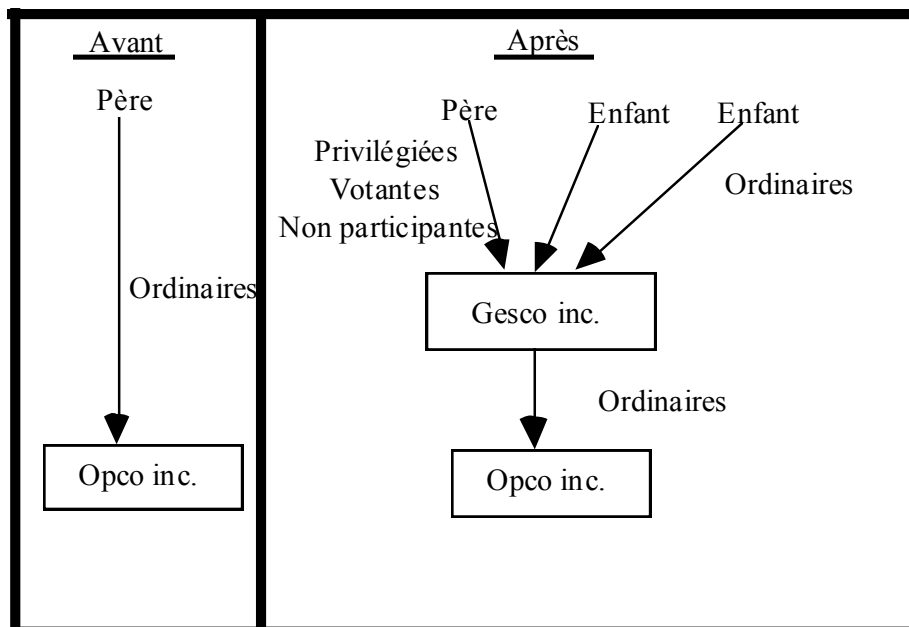 Avant
Père
Ordinaires
Opco inc.
Après
Père
Enfant
Enfant
Privilégiées
Votantes
Non participantes
Ordinaires
Gesco inc.
Ordinaires
Opco inc.